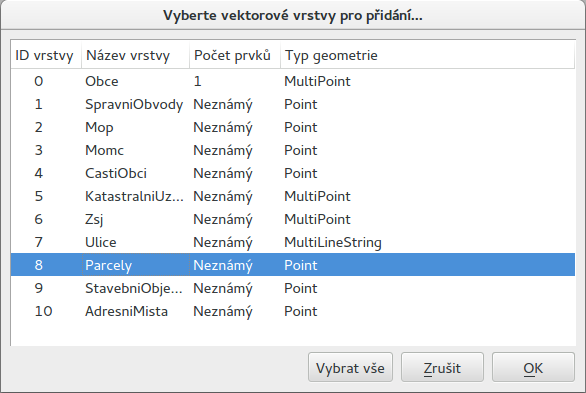 Vyberte vektorové vrstvy pro přidání...
ID vrstvy Název vrstvy Počet prvků Typ geometrie
0 Obce 1 MultiPoint
1 SpravniObvody Neznámý Point
2 Mop Neznámý Point
3 Momc Neznámý Point
4 CastiObci Neznámý Point
5 KatastralniUz... Neznámý MultiPoint
6 Zsj Neznámý MultiPoint
7 Ulice Neznámý MultiLineString
8 Parcely Neznámý Point
9 StavebniObje... Neznámý Point
10 AdresniMista Neznámý Point
Vybrat vše Zrušit OK